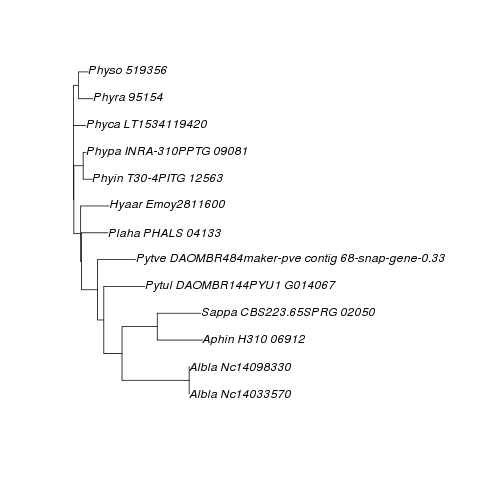 Physo 519356
Phyra 95154
Phyca LT1534119420
Phypa INRA-310PPTG 09081
Phyin T30-4PITG 12563
Hyaar Emoy2811600
Plaha PHALS 04133
Pytve DAOMBR484maker-pve contig 68-snap-gene-0.33
Pytul DAOMBR144PYU1 G014067
Sappa CBS223.65SPRG 02050
Aphin H310 06912
Albla Nc14098330
Albla Nc14033570